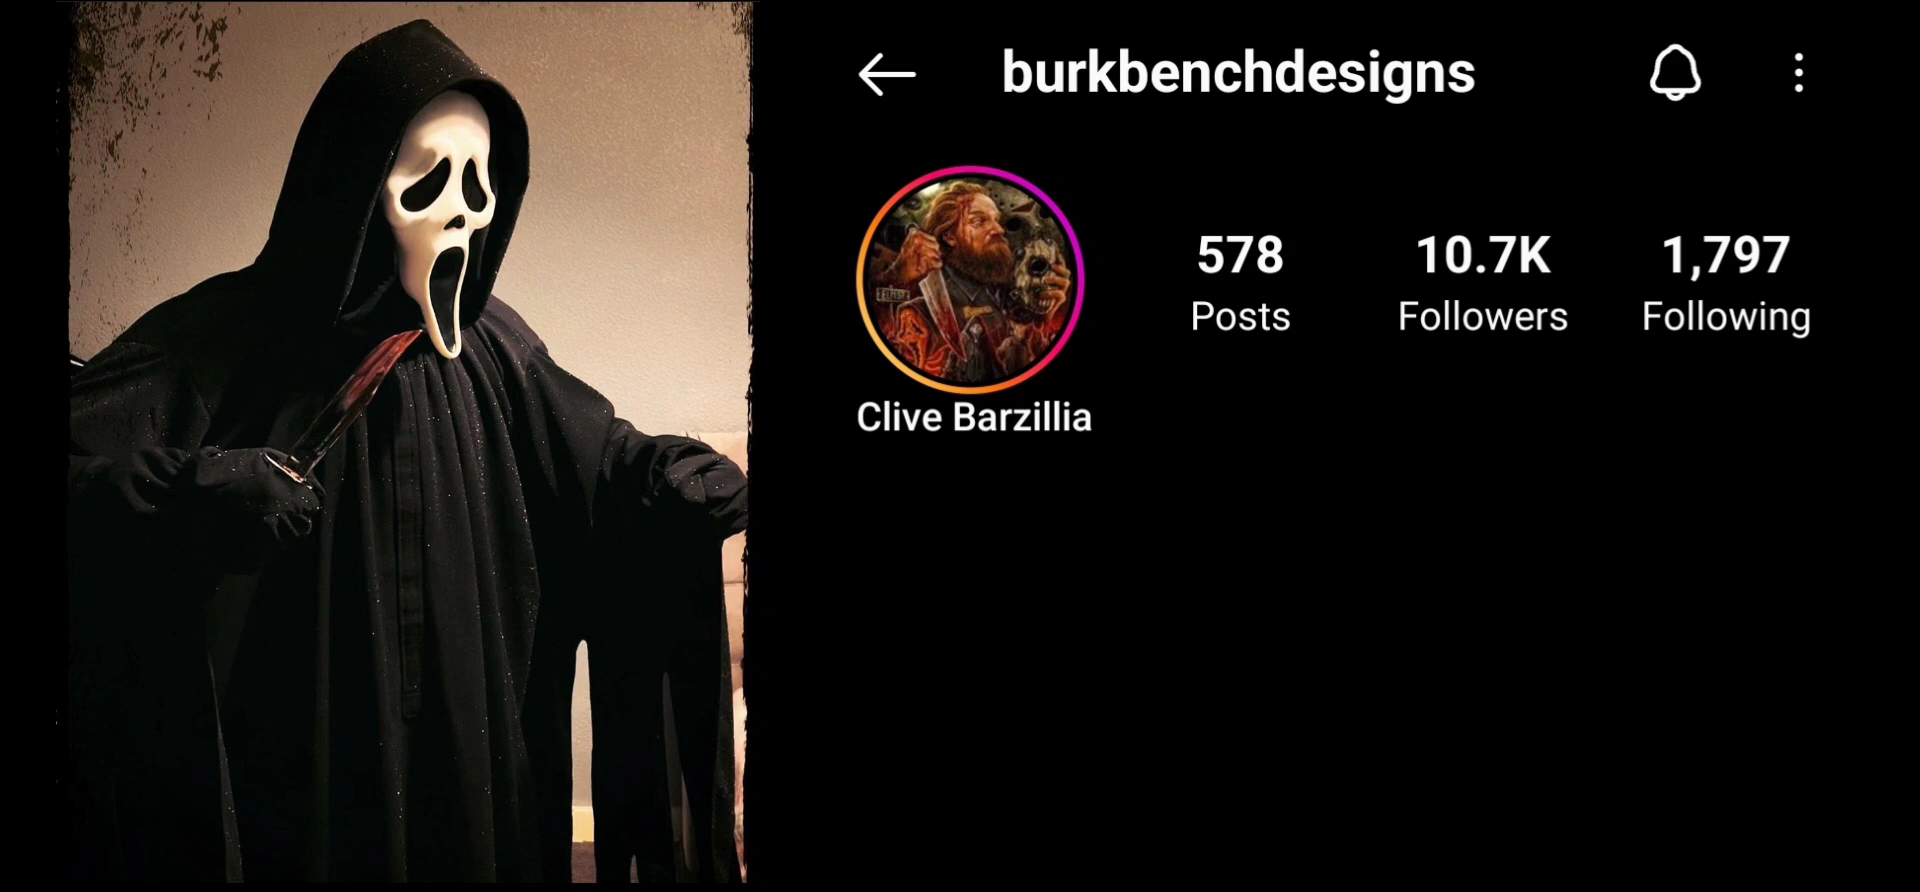 burkbenchdesigns
578
10.7K
1,797
Posts
Followers
Following
Clive Barzillia